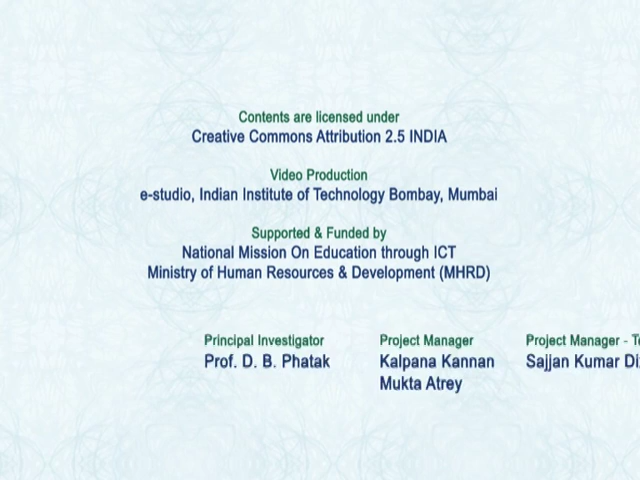 Contents are licensed under
Creative Commons Attribution 2.5 INDIA
Video Production
e-studio, Indian Institute of Technology Bombay, Mumbai
Supported & Funded by
National Mission On Education through ICT
Ministry of Human Resources & Development (MHRD)
Principal Investigator
Prof. D. B. Phatak
Project Manager
Kalpana Kannan
Mukta Atrey
Project Manager -
Sajjan Kumar